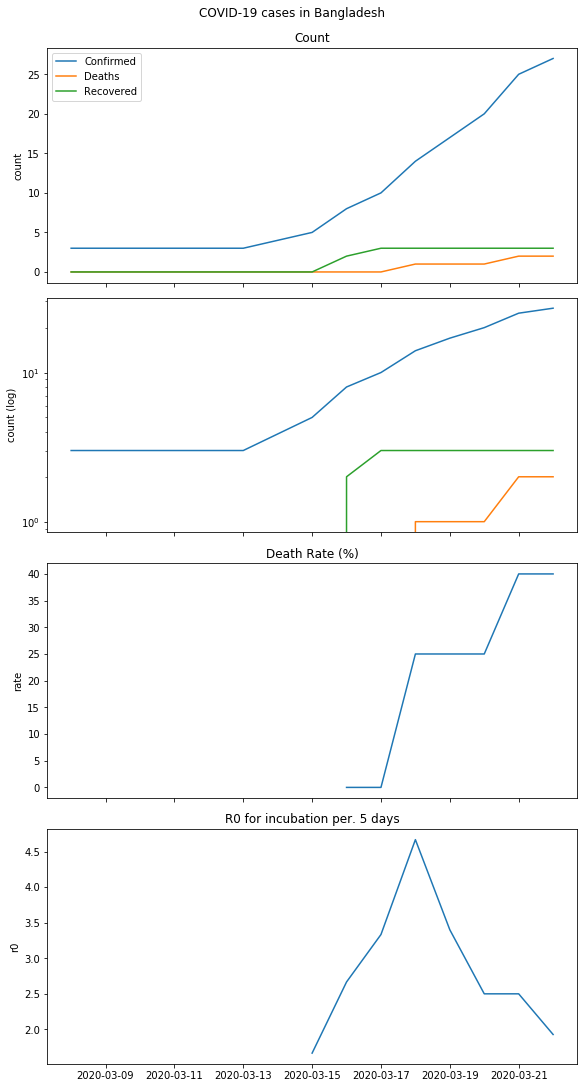 COVID-19 cases in Bangladesh
Count
Confirmed
Deaths
Recovered
25
20
15
10
5
0
count
10¹
10⁰
count (log)
Death Rate (%)
40
35
30
25
20
15
10
5
0
rate
R0 for incubation per. 5 days
4.5
4.0
3.5
3.0
2.5
2.0
r0
2020-03-09 2020-03-11 2020-03-13 2020-03-15 2020-03-17 2020-03-19 2020-03-21